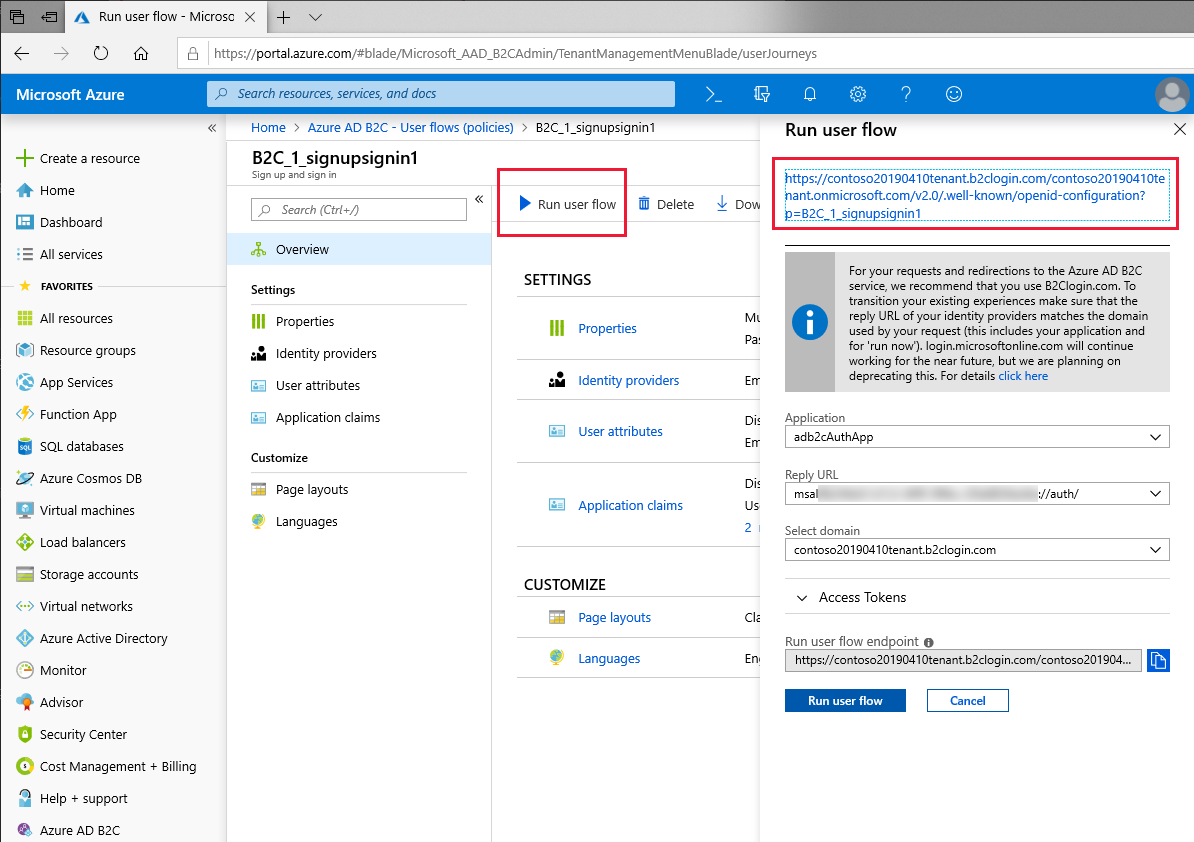 Run user flow - Microso
https://portal.azure.com/#blade/Microsoft_AAD_B2CAdmin/TenantManagementMenuBlade/userJourneys
Microsoft Azure
Search resources, services, and docs
Create a resource
Home
Dashboard
All services
FAVORITES
All resources
Resource groups
App Services
Function App
SQL databases
Azure Cosmos DB
Virtual machines
Load balancers
Storage accounts
Virtual networks
Azure Active Directory
Monitor
Advisor
Security Center
Cost Management + Billing
Help + support
Azure AD B2C
Home > Azure AD B2C - User flows (policies) > B2C_1_signupsignin1
B2C_1_signupsignin1
Sign up and sign in
Search (Ctrl+/)
Overview
Settings
Properties
Identity providers
User attributes
Application claims
Customize
Page layouts
Languages
Run user flow
Delete
Dow
SETTINGS
Properties
Mu
Pas
Identity providers
Em
User attributes
Dis
Em
Application claims
Dis
Use
2
CUSTOMIZE
Page layouts
Cla
Languages
Eng
Run user flow
https://contoso20190410tenant.b2clogin.com/contoso20190410te
nant.onmicrosoft.com/v2.0/.well-known/openid-configuration?
p=B2C_1_signupsignin1
For your requests and redirections to the Azure AD B2C
service, we recommend that you use B2Clogin.com. To
transition your existing experiences make sure that the
reply URL of your identity providers matches the domain
used by your request (this includes your application and
for 'run now'). login.microsoftonline.com will continue
working for the near future, but we are planning on
deprecating this. For details click here
Application
adb2cAuthApp
Reply URL
msal
://auth/
Select domain
contoso20190410tenant.b2clogin.com
Access Tokens
Run user flow endpoint
https://contoso20190410tenant.b2clogin.com/contoso201904...
Run user flow
Cancel